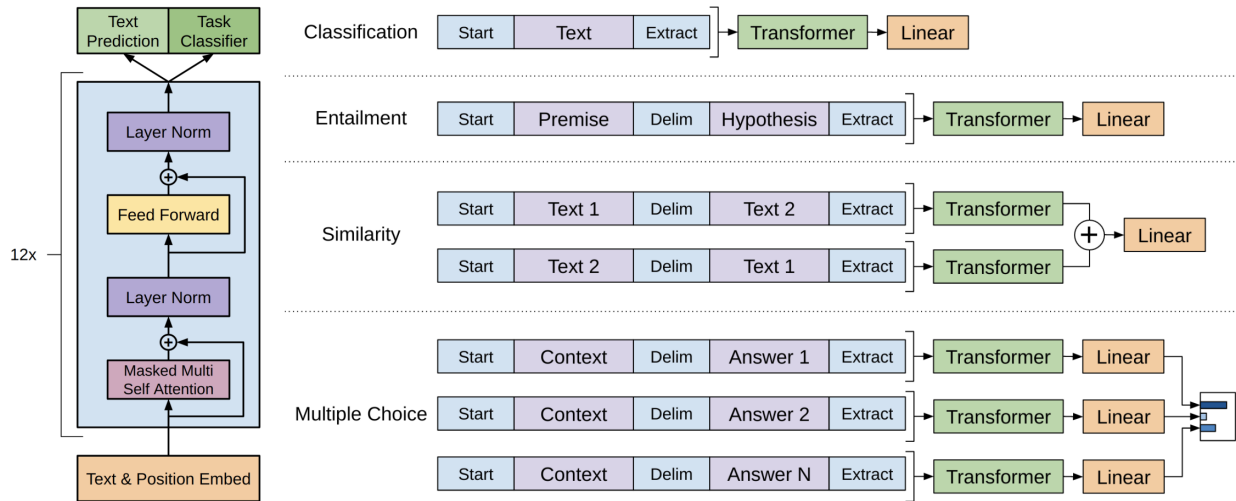 Text
Prediction
Task
Classifier
Layer Norm
+
Feed Forward
12x
Layer Norm
+
Masked Multi
Self Attention
Text & Position Embed
Classification
Start Text Extract Transformer Linear
Entailment
Start Premise Delim Hypothesis Extract Transformer Linear
Similarity
Start Text 1 Delim Text 2 Extract Transformer
+ Linear
Start Text 2 Delim Text 1 Extract Transformer
Multiple Choice
Start Context Delim Answer 1 Extract Transformer Linear
Start Context Delim Answer 2 Extract Transformer Linear
Start Context Delim Answer N Extract Transformer Linear